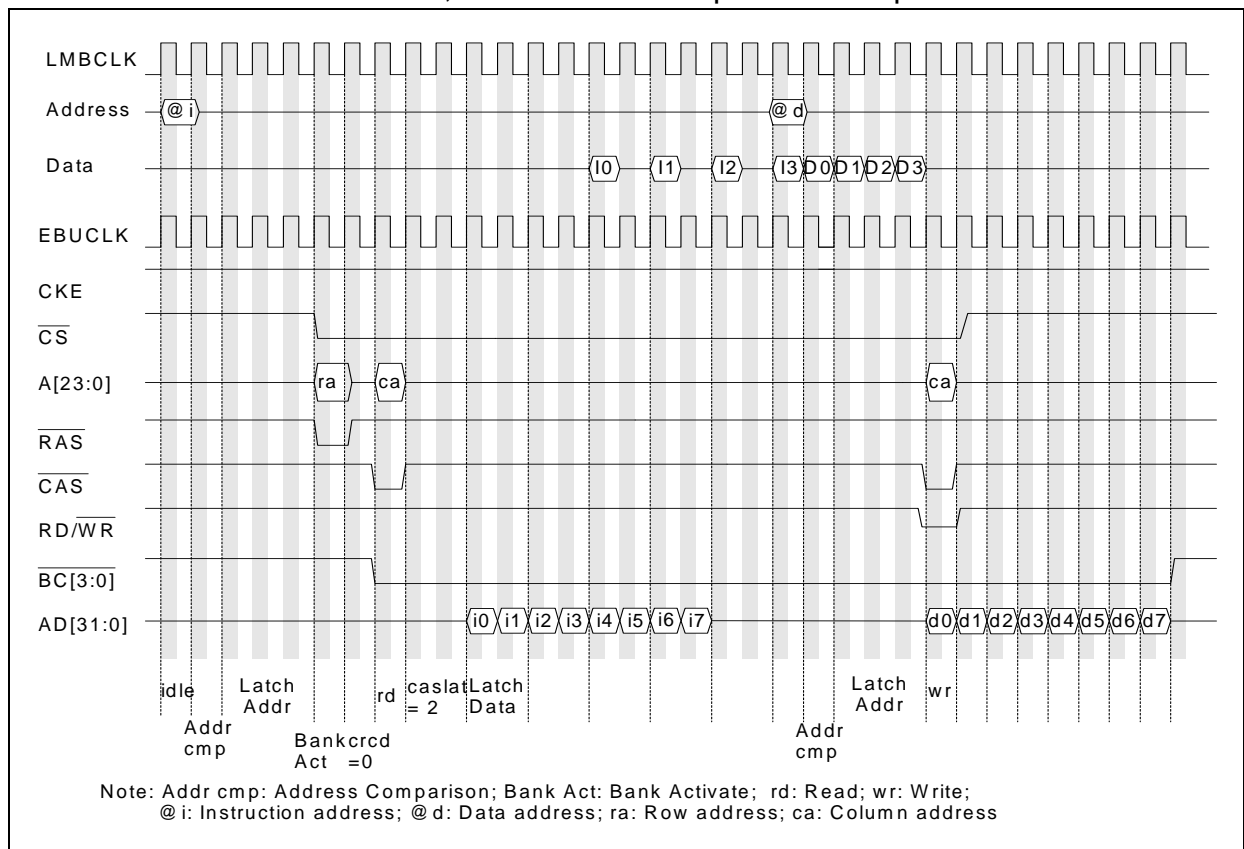 LMBCLK
Address @i @d
Data I0 I1 I2 I3 D0 D1 D2 D3
EBUCLK
CKE
CS
A[23:0] ra ca ca
RAS
CAS
RD/WR
BC[3:0]
AD[31:0] i0 i1 i2 i3 i4 i5 i6 i7 d0 d1 d2 d3 d4 d5 d6 d7
idle Latch rd caslat Latch Latch wr
Addr = 2 Data Addr
Addr Addr
cmp Bank crcd cmp
Act =0
Note: Addr cmp: Address Comparison; Bank Act: Bank Activate; rd: Read; wr: Write;
@i: Instruction address; @d: Data address; ra: Row address; ca: Column address